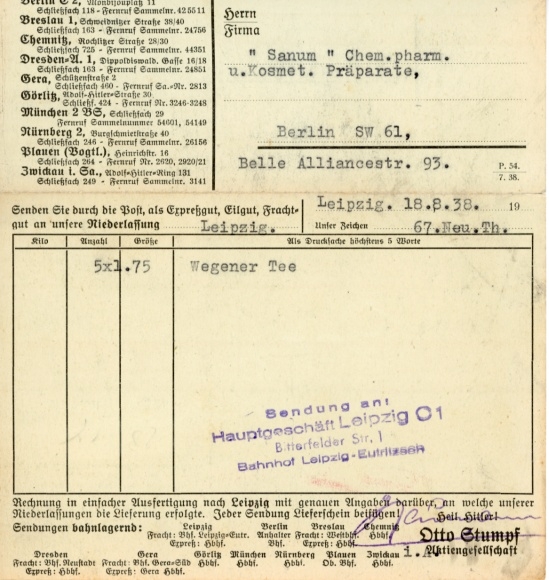 Berlin C 2, Monbijouplatz 11
Schließfach 118 - Fernruf Sammelnr. 42 55 11
Breslau 1, Schweidnitzer Straße 38/40
Schließfach 163 - Fernruf Sammelnr. 24756
Chemnitz, Rochlitzer Straße 28/30
Schließfach 725 - Fernruf Sammelnr. 44351
Dresden-A. 1, Dippoldiswald. Gasse 16/18
Schließfach 163 - Fernruf Sammelnr. 24851
Gera, Schützenstraße 2
Schließfach 460 - Fernruf Sa.-Nr. 2813
Görlitz, Adolf-Hitler-Straße 30
Schließf. 424 - Fernruf Nr. 3246-3248
München 2 BS, Schließfach 29
Fernruf Sammelnummer 54601, 54149
Nürnberg 2, Burgschmietstraße 40
Schließfach 246 - Fernruf Sammelnr. 26156
Plauen (Vogtl.), Heinrichstr. 16
Schließfach 264 - Fernruf Nr. 2620, 2920/21
Zwickau i. Sa., Adolf-Hitler-Ring 131
Schließfach 249 - Fernruf Sammelnr. 3141
Herrn
Firma
" Sanum " Chem.pharm.
u.Kosmet. Präparate,
Berlin SW 61,
Belle Alliancestr. 93.
P. 54.
7. 38.
Senden Sie durch die Post, als Expreßgut, Eilgut, Fracht-
gut an unsere Niederlassung Leipzig.
Leipzig. 18.8.38. 19
Unser Zeichen 67.Neu.Th.
Kilo Anzahl Größe Als Drucksache höchstens 5 Worte
5x1.75 Wegener Tee
Sendung an:
Hauptgeschäft Leipzig C1
Bitterfelder Str. 1
Bahnhof Leipzig-Eutritzsch
Rechnung in einfacher Ausfertigung nach Leipzig mit genauen Angaben darüber, an welche unserer
Niederlassungen die Lieferung erfolgte. Jeder Sendung Lieferschein beifügen!
Heil Hitler!
Sendungen bahnlagernd: Leipzig Berlin Breslau Chemnitz
Fracht: Bhf. Leipzig-Eutr. Anhalter Fracht: Westbhf. Hbhf.
Expreß: Hbhf. Bhf. Expreß: Hbhf.
Otto Stumpf
Aktiengesellschaft
i.A.
Dresden Gera Görlitz München Nürnberg Plauen Zwickau
Fracht: Bhf. Neustadt Fracht: Bhf. Gera-Süd Hbhf. Hbhf. Hbhf. Ob. Bhf. Hbhf.
Expreß: Hbhf. Expreß: Gera Hbhf.